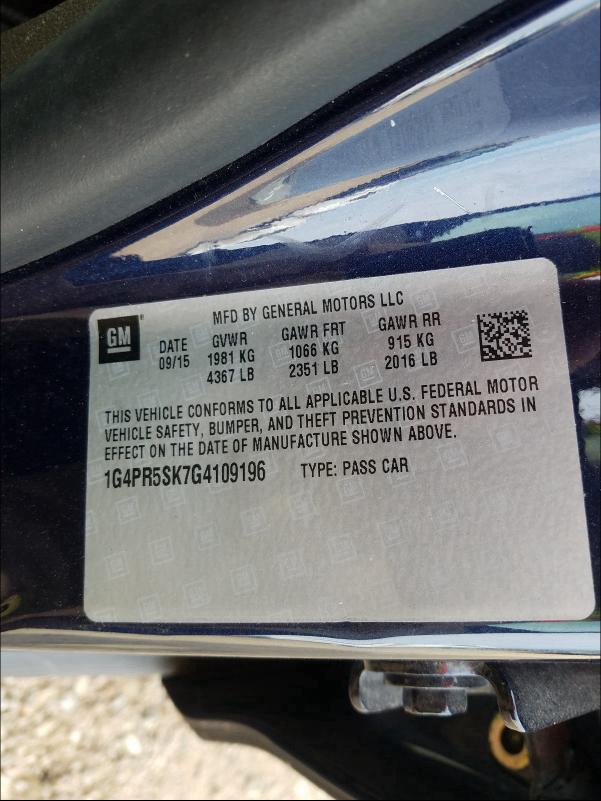 MFD BY GENERAL MOTORS LLC
GM
DATE GVWR GAWR FRT GAWR RR
09/15 1981 KG 1066 KG 915 KG
4367 LB 2351 LB 2016 LB
THIS VEHICLE CONFORMS TO ALL APPLICABLE U.S. FEDERAL MOTOR
VEHICLE SAFETY, BUMPER, AND THEFT PREVENTION STANDARDS IN
EFFECT ON THE DATE OF MANUFACTURE SHOWN ABOVE.
1G4PR5SK7G4109196 TYPE: PASS CAR